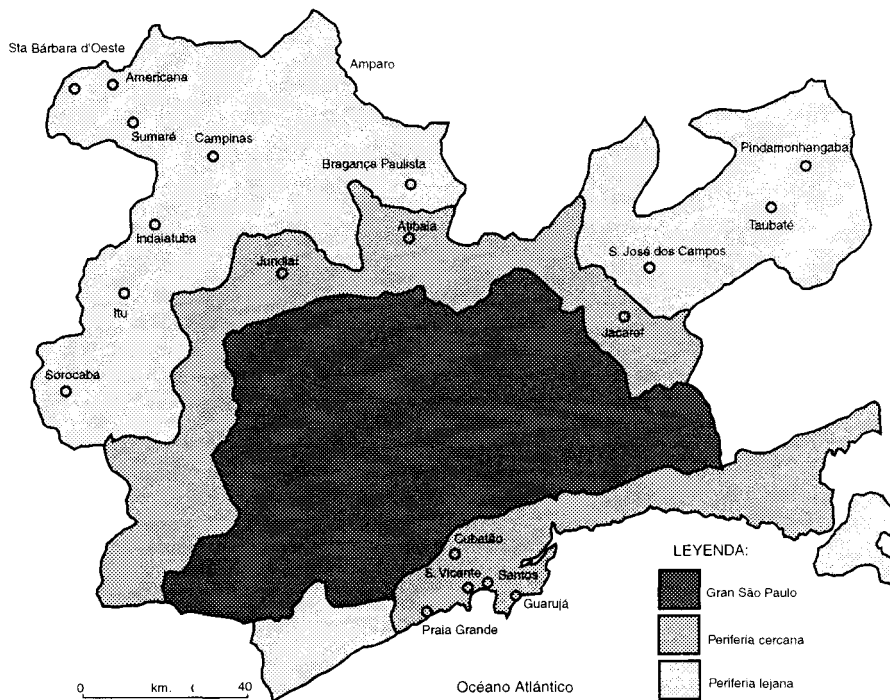 Sta Bárbara d'Oeste
Americana
Amparo
Sumaré
Campinas
Pindamonhangaba
Bragança Paulista
Taubaté
Indaiatuba
Atibaia
S. José dos Campos
Jundiaí
Itu
Jacareí
Sorocaba
Cubatão
LEYENDA:
S. Vicente
Santos
Gran São Paulo
Guarujá
Praia Grande
Periferia cercana
Periferia lejana
0 km. 40
Océano Atlántico